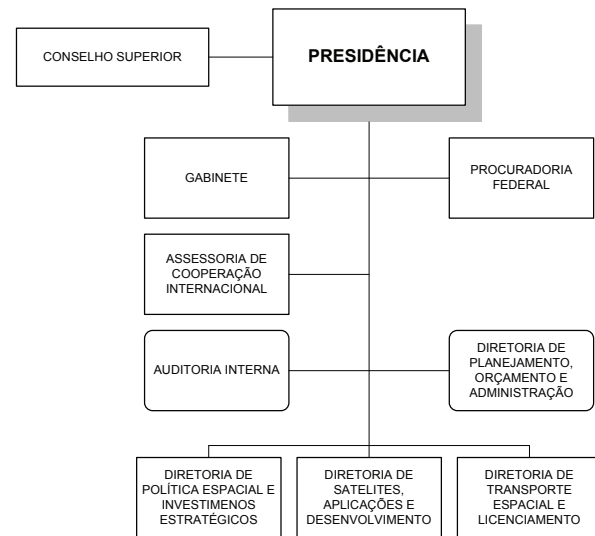 CONSELHO SUPERIOR
PRESIDÊNCIA
GABINETE
PROCURADORIA
FEDERAL
ASSESSORIA DE
COOPERAÇÃO
INTERNACIONAL
AUDITORIA INTERNA
DIRETORIA DE
PLANEJAMENTO,
ORÇAMENTO E
ADMINISTRAÇÃO
DIRETORIA DE
POLÍTICA ESPACIAL E
INVESTIMENOS
ESTRATÉGICOS
DIRETORIA DE
SATELITES,
APLICAÇÕES E
DESENVOLVIMENTO
DIRETORIA DE
TRANSPORTE
ESPACIAL E
LICENCIAMENTO